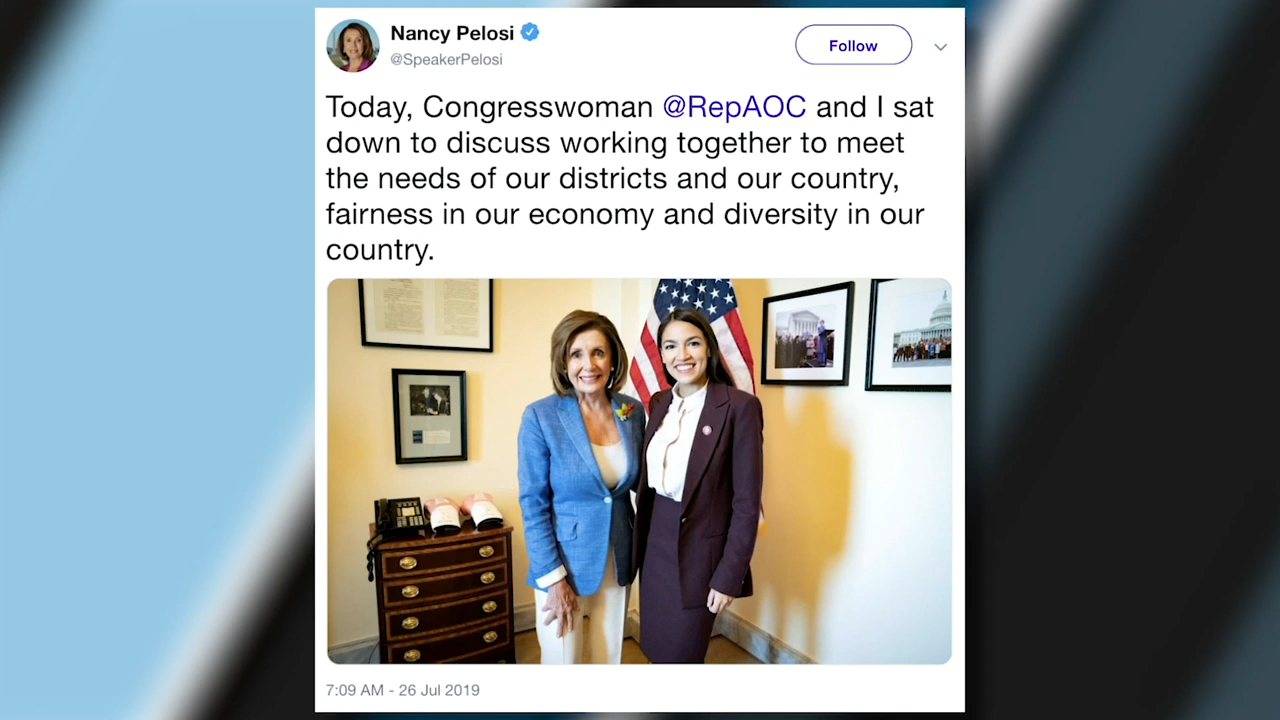 Nancy Pelosi
@SpeakerPelosi
Follow
Today, Congresswoman @RepAOC and I sat
down to discuss working together to meet
the needs of our districts and our country,
fairness in our economy and diversity in our
country.
7:09 AM - 26 Jul 2019